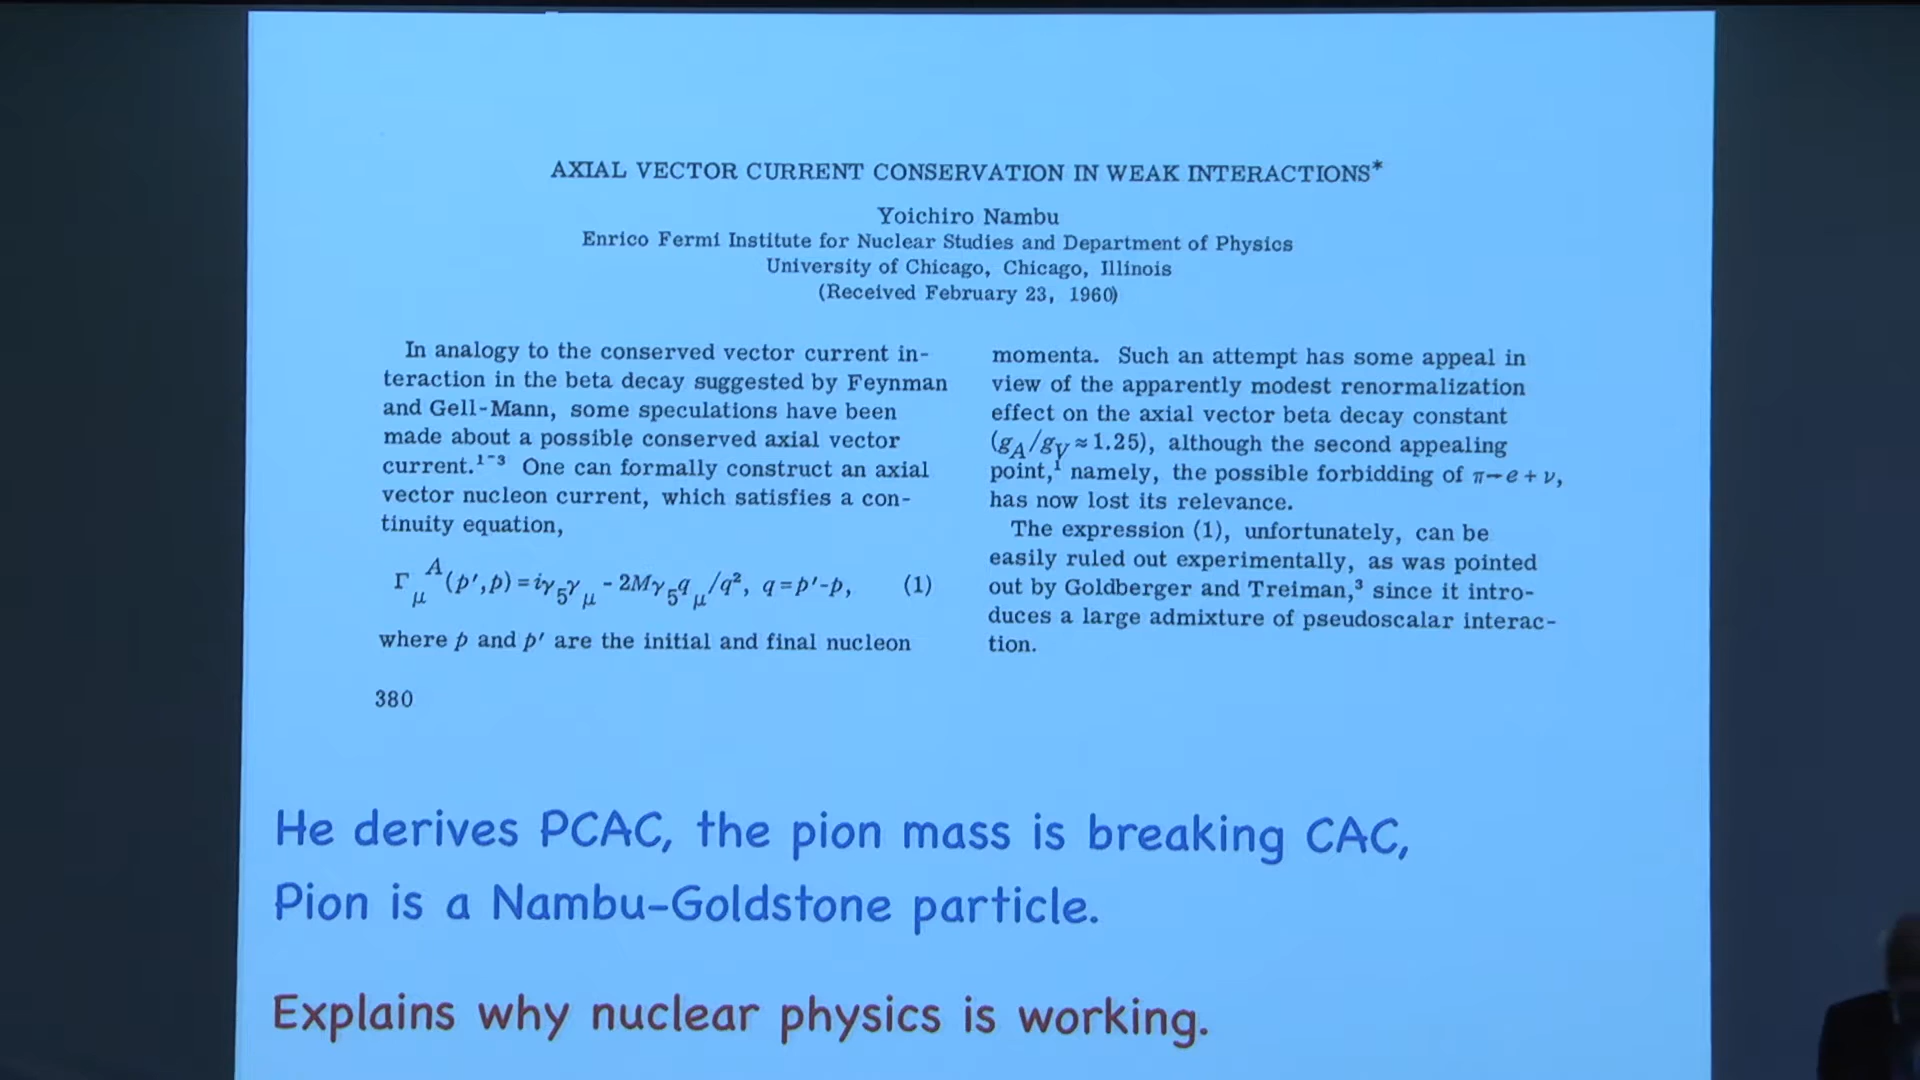 AXIAL VECTOR CURRENT CONSERVATION IN WEAK INTERACTIONS*
Yoichiro Nambu
Enrico Fermi Institute for Nuclear Studies and Department of Physics
University of Chicago, Chicago, Illinois
(Received February 23, 1960)
In analogy to the conserved vector current in-
teraction in the beta decay suggested by Feynman
and Gell-Mann, some speculations have been
made about a possible conserved axial vector
current.¹⁻³ One can formally construct an axial
vector nucleon current, which satisfies a con-
tinuity equation,
Γ_μ^A(p′,p) = iγ₅γ_μ - 2Mγ₅q_μ/q², q = p′-p, (1)
where p and p′ are the initial and final nucleon
380
momenta. Such an attempt has some appeal in
view of the apparently modest renormalization
effect on the axial vector beta decay constant
(g_A/g_V ≈ 1.25), although the second appealing
point,¹ namely, the possible forbidding of π—e + ν,
has now lost its relevance.
The expression (1), unfortunately, can be
easily ruled out experimentally, as was pointed
out by Goldberger and Treiman,³ since it intro-
duces a large admixture of pseudoscalar interac-
tion.
He derives PCAC, the pion mass is breaking CAC,
Pion is a Nambu-Goldstone particle.
Explains why nuclear physics is working.